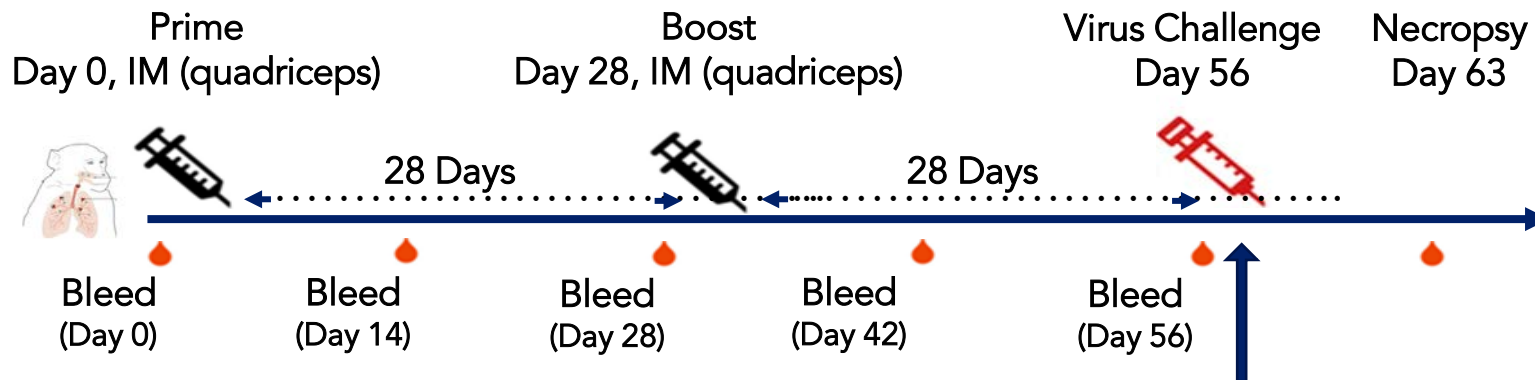 Prime
Day 0, IM (quadriceps)
Boost
Day 28, IM (quadriceps)
Virus Challenge
Day 56
Necropsy
Day 63
28 Days
28 Days
Bleed
(Day 0)
Bleed
(Day 14)
Bleed
(Day 28)
Bleed
(Day 42)
Bleed
(Day 56)